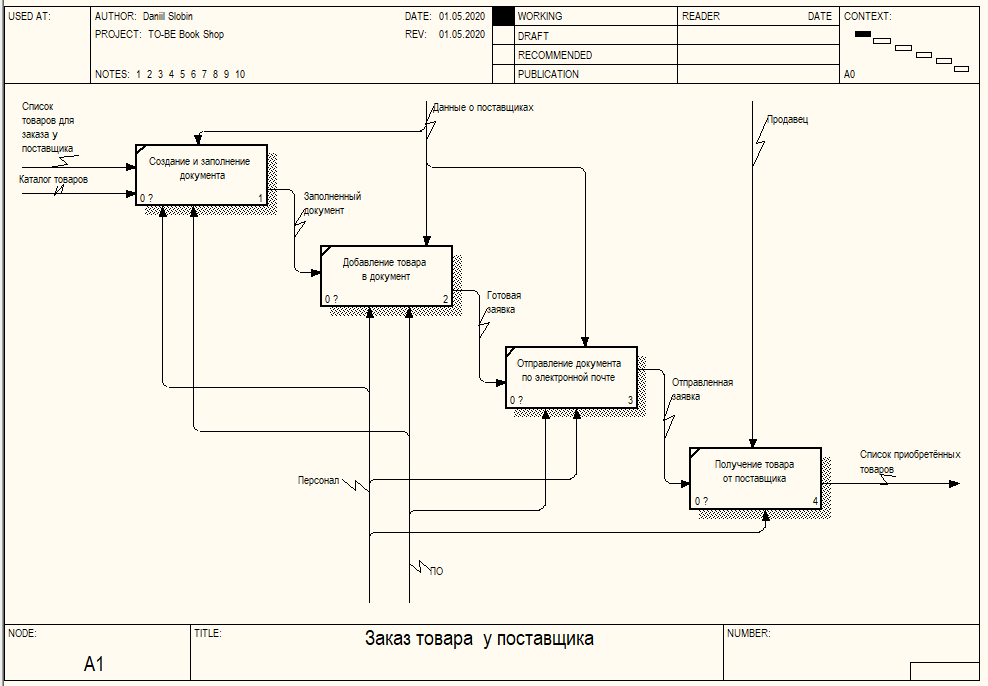 USED AT:
AUTHOR: Daniil Slobin
DATE: 01.05.2020
PROJECT: TO-BE Book Shop
REV: 01.05.2020
NOTES: 1 2 3 4 5 6 7 8 9 10
WORKING
DRAFT
RECOMMENDED
PUBLICATION
READER
DATE
CONTEXT:
A0
Список
товаров для
заказа у
поставщика
Каталог товаров
Данные о поставщиках
Продавец
Создание и заполнение
документа
0 ?
1
Заполненный
документ
Добавление товара
в документ
0 ?
2
Готовая
заявка
Отправление документа
по электронной почте
0 ?
3
Отправленная
заявка
Получение товара
от поставщика
0 ?
4
Список приобретённых
товаров
Персонал
ПО
NODE:
A1
TITLE:
Заказ товара у поставщика
NUMBER: